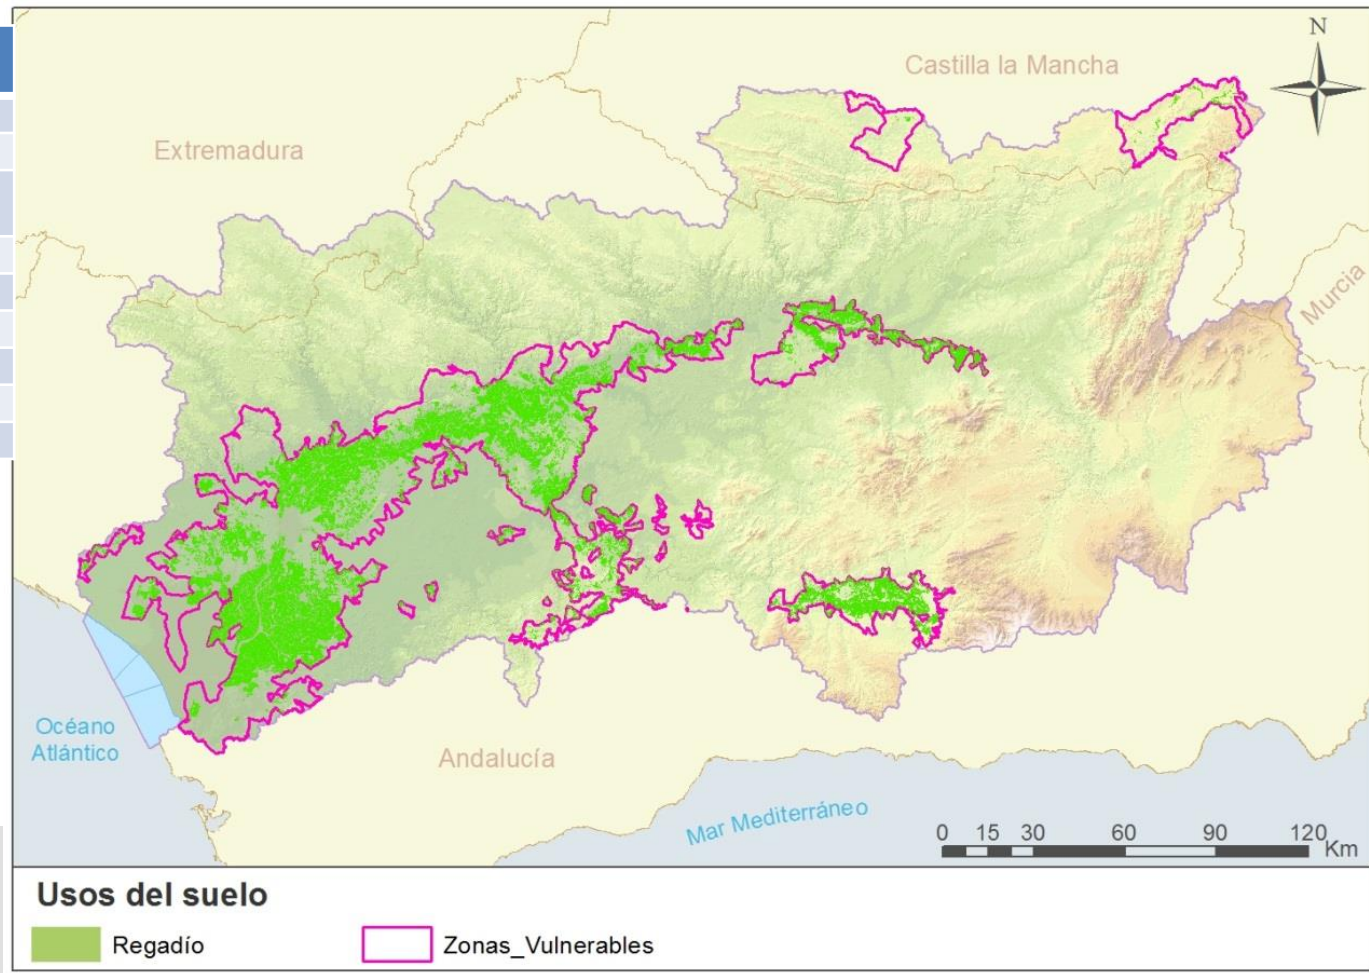 N
Castilla la Mancha
Extremadura
Murcia
Océano
Atlántico
Andalucía
Mar Mediterráneo
0 15 30 60 90 120
Km
Usos del suelo
Regadío
Zonas_Vulnerables